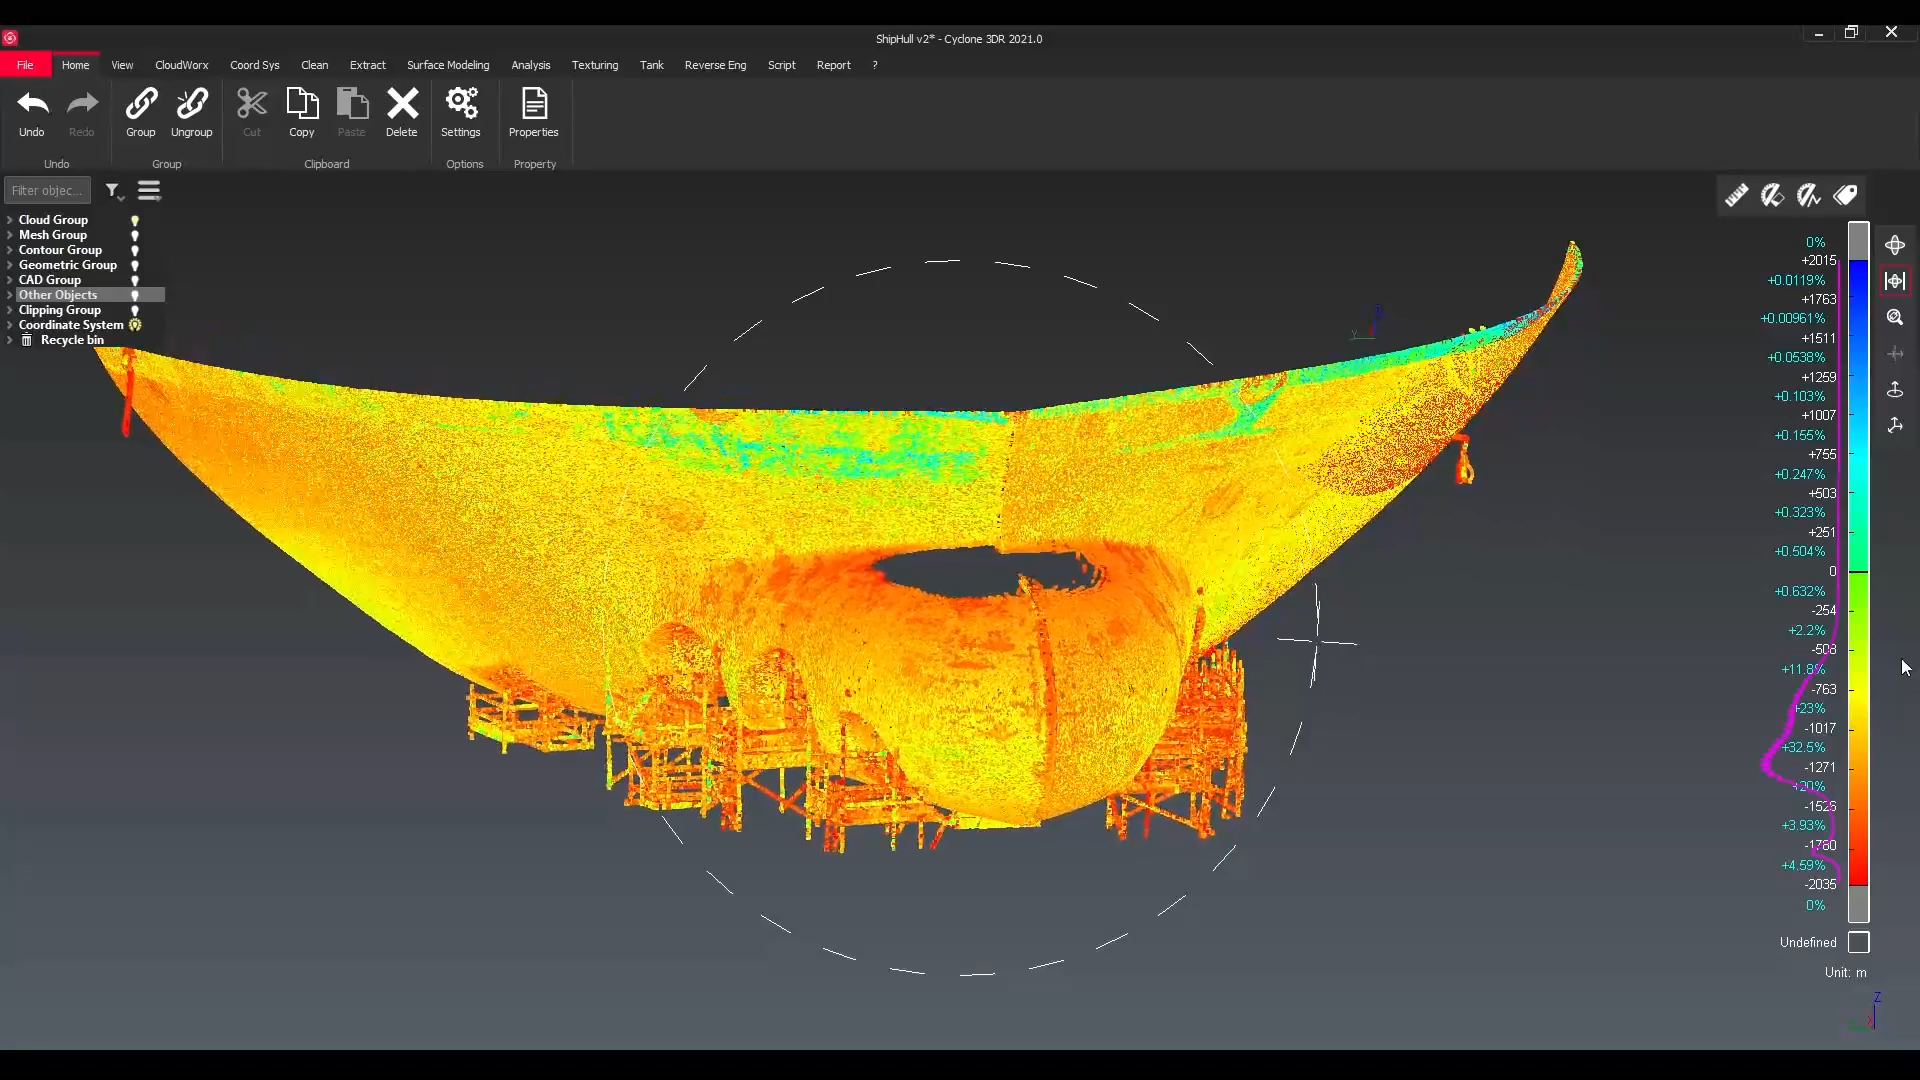 ShipHull v2* - Cyclone 3DR 2021.0
File Home View CloudWorx Coord Sys Clean Extract Surface Modeling Analysis Texturing Tank Reverse Eng Script Report ?
Undo Redo Group Ungroup Cut Copy Paste Delete Settings Properties
Undo Group Clipboard Options Property
Filter objec...
Cloud Group
Mesh Group
Contour Group
Geometric Group
CAD Group
Other Objects
Clipping Group
Coordinate System
Recycle bin
0%
+2015
+0.0119%
+1763
+0.00961%
+1511
+0.0538%
+1259
+0.103%
+1007
+0.155%
+755
+0.247%
+503
+0.323%
+251
+0.504%
0
+0.632%
-254
+2.2%
-508
+11.8%
-763
+23%
-1017
+32.5%
-1271
+20%
-1526
+3.93%
-1780
+4.59%
-2035
0%
Undefined
Unit: m
Z